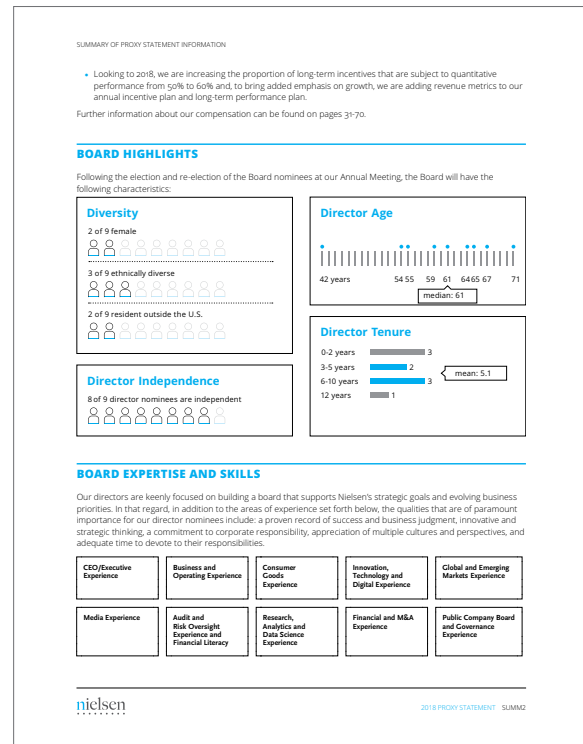 SUMMARY OF PROXY STATEMENT INFORMATION
• Looking to 2018, we are increasing the proportion of long-term incentives that are subject to quantitative
performance from 50% to 60% and, to bring added emphasis on growth, we are adding revenue metrics to our
annual incentive plan and long-term performance plan.
Further information about our compensation can be found on pages 31-70.
BOARD HIGHLIGHTS
Following the election and re-election of the Board nominees at our Annual Meeting, the Board will have the
following characteristics:
Diversity
2 of 9 female
3 of 9 ethnically diverse
2 of 9 resident outside the U.S.
Director Independence
8 of 9 director nominees are independent
Director Age
42 years 54 55 59 61 64 65 67 71
median: 61
Director Tenure
0-2 years 3
3-5 years 2
6-10 years 3
12 years 1
mean: 5.1
BOARD EXPERTISE AND SKILLS
Our directors are keenly focused on building a board that supports Nielsen's strategic goals and evolving business
priorities. In that regard, in addition to the areas of experience set forth below, the qualities that are of paramount
importance for our director nominees include: a proven record of success and business judgment, innovative and
strategic thinking, a commitment to corporate responsibility, appreciation of multiple cultures and perspectives, and
adequate time to devote to their responsibilities.
CEO/Executive
Experience
Business and
Operating Experience
Consumer
Goods
Experience
Innovation,
Technology and
Digital Experience
Global and Emerging
Markets Experience
Media Experience
Audit and
Risk Oversight
Experience and
Financial Literacy
Research,
Analytics and
Data Science
Experience
Financial and M&A
Experience
Public Company Board
and Governance
Experience
nielsen
2018 PROXY STATEMENT SUMM2